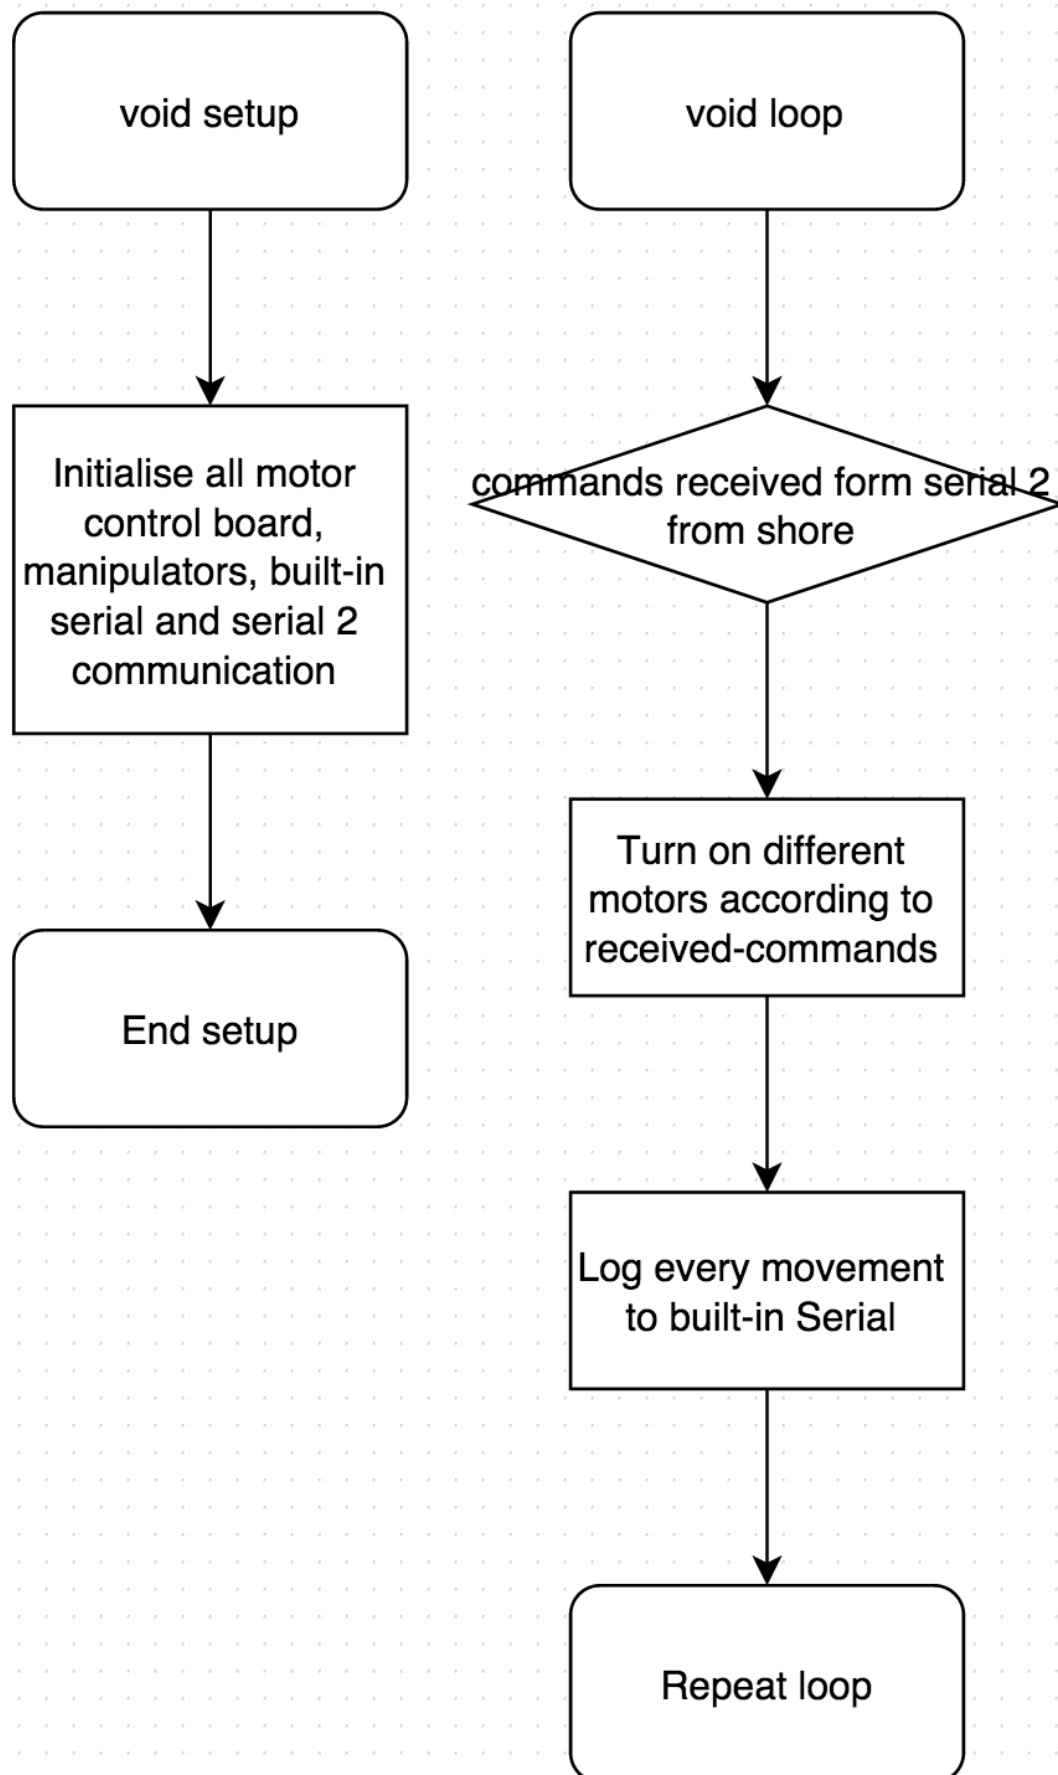 void setup
Initialise all motor
control board,
manipulators, built-in
serial and serial 2
communication
End setup
void loop
commands received form serial 2
from shore
Turn on different
motors according to
received-commands
Log every movement
to built-in Serial
Repeat loop